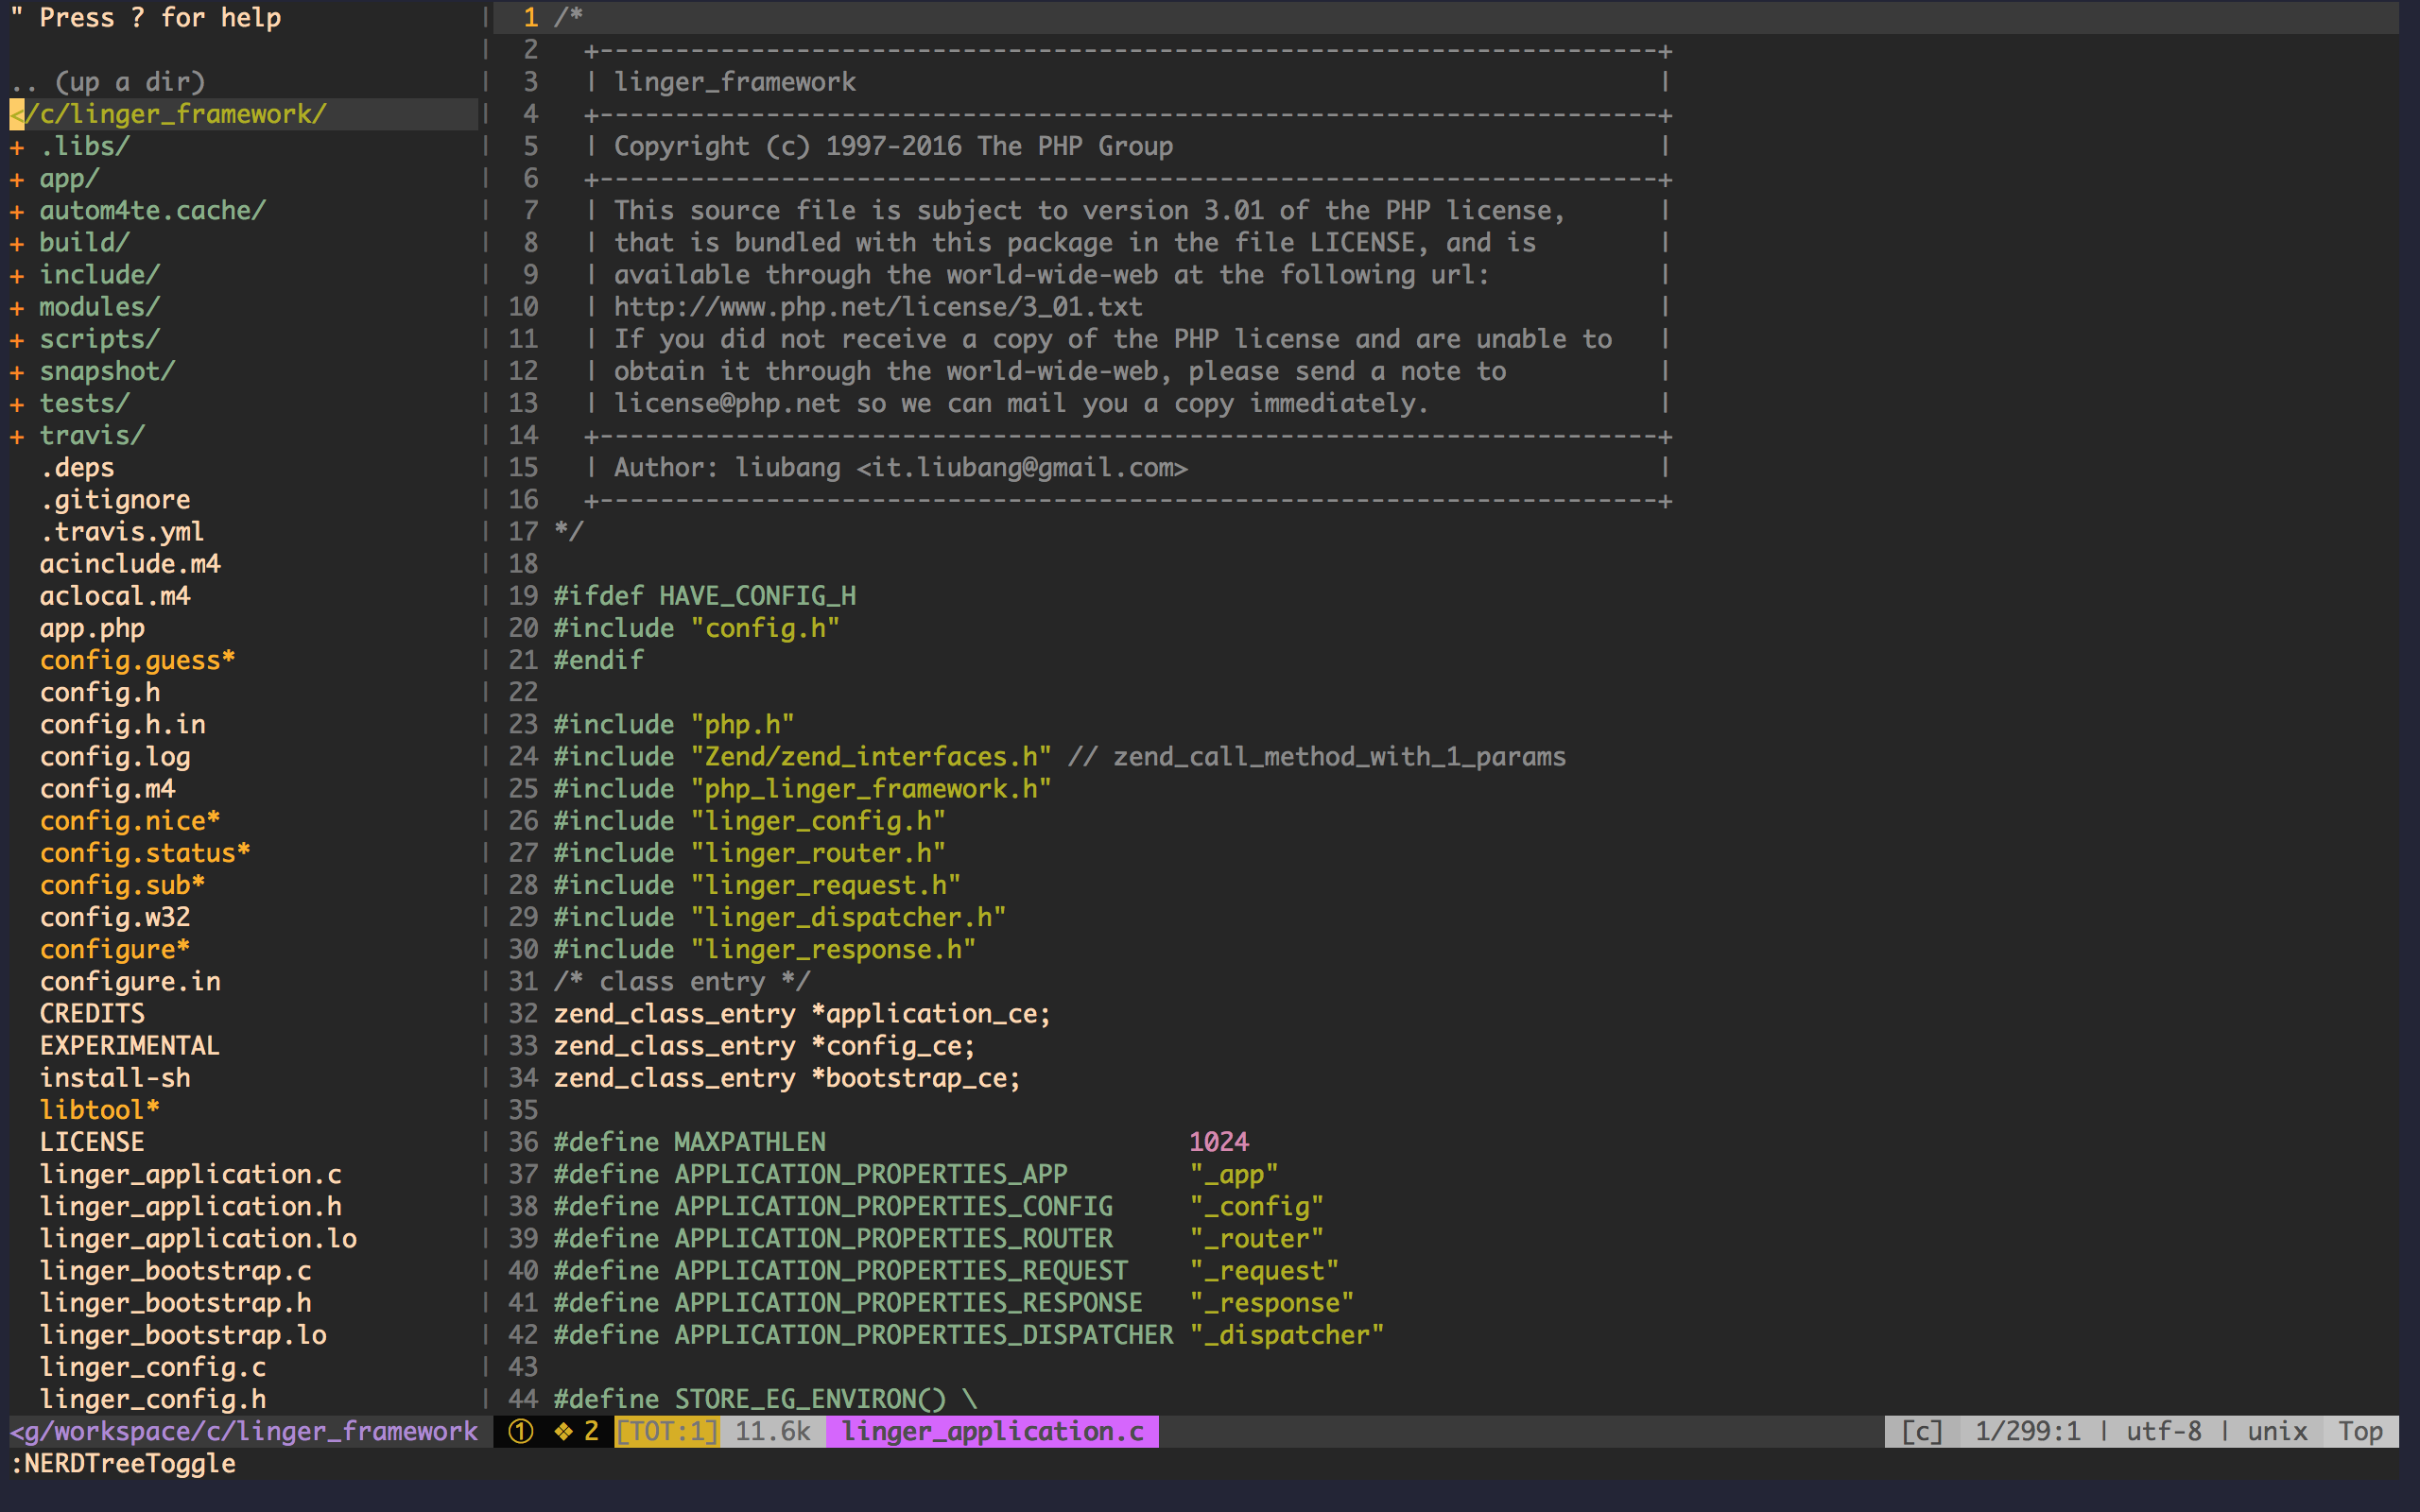 " Press ? for help
.. (up a dir)
</c/linger_framework/
+ .libs/
+ app/
+ autom4te.cache/
+ build/
+ include/
+ modules/
+ scripts/
+ snapshot/
+ tests/
+ travis/
.deps
.gitignore
.travis.yml
acinclude.m4
aclocal.m4
app.php
config.guess*
config.h
config.h.in
config.log
config.m4
config.nice*
config.status*
config.sub*
config.w32
configure*
configure.in
CREDITS
EXPERIMENTAL
install-sh
libtool*
LICENSE
linger_application.c
linger_application.h
linger_application.lo
linger_bootstrap.c
linger_bootstrap.h
linger_bootstrap.lo
linger_config.c
linger_config.h
<g/workspace/c/linger_framework
1 /*
2   +----------------------------------------------------------------------+
3   | linger_framework                                                     |
4   +----------------------------------------------------------------------+
5   | Copyright (c) 1997-2016 The PHP Group                                |
6   +----------------------------------------------------------------------+
7   | This source file is subject to version 3.01 of the PHP license,      |
8   | that is bundled with this package in the file LICENSE, and is        |
9   | available through the world-wide-web at the following url:           |
10   | http://www.php.net/license/3_01.txt                                  |
11   | If you did not receive a copy of the PHP license and are unable to   |
12   | obtain it through the world-wide-web, please send a note to          |
13   | license@php.net so we can mail you a copy immediately.               |
14   +----------------------------------------------------------------------+
15   | Author: liubang <it.liubang@gmail.com>                               |
16   +----------------------------------------------------------------------+
17 */
18
19 #ifdef HAVE_CONFIG_H
20 #include "config.h"
21 #endif
22
23 #include "php.h"
24 #include "Zend/zend_interfaces.h" // zend_call_method_with_1_params
25 #include "php_linger_framework.h"
26 #include "linger_config.h"
27 #include "linger_router.h"
28 #include "linger_request.h"
29 #include "linger_dispatcher.h"
30 #include "linger_response.h"
31 /* class entry */
32 zend_class_entry *application_ce;
33 zend_class_entry *config_ce;
34 zend_class_entry *bootstrap_ce;
35
36 #define MAXPATHLEN                        1024
37 #define APPLICATION_PROPERTIES_APP        "_app"
38 #define APPLICATION_PROPERTIES_CONFIG     "_config"
39 #define APPLICATION_PROPERTIES_ROUTER     "_router"
40 #define APPLICATION_PROPERTIES_REQUEST    "_request"
41 #define APPLICATION_PROPERTIES_RESPONSE   "_response"
42 #define APPLICATION_PROPERTIES_DISPATCHER "_dispatcher"
43
44 #define STORE_EG_ENVIRON() \
① ❖ 2 [TOT:1] 11.6k linger_application.c [c] 1/299:1 | utf-8 | unix Top
:NERDTreeToggle